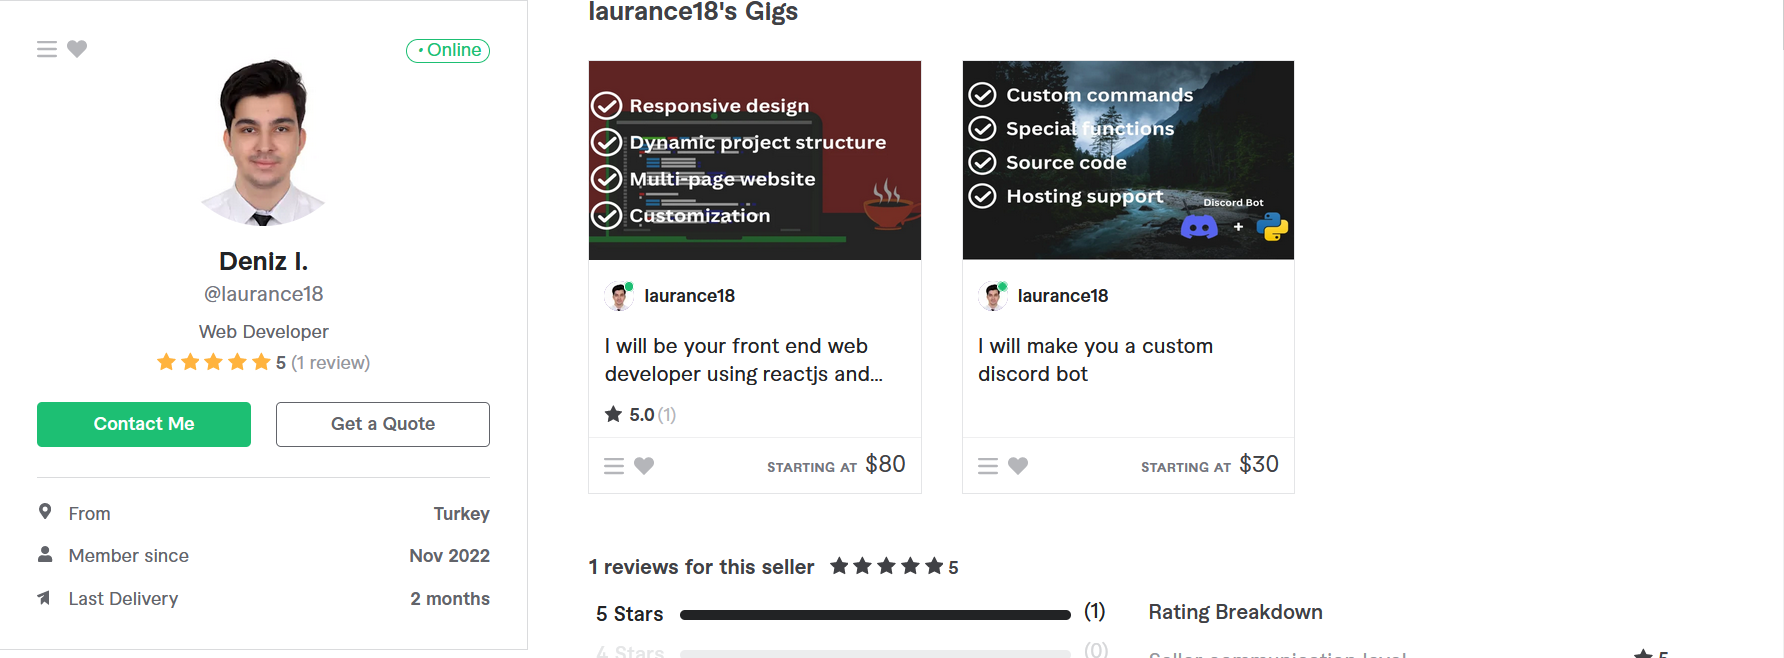 Online
Deniz I.
@laurance18
Web Developer
5 (1 review)
Contact Me
Get a Quote
From Turkey
Member since Nov 2022
Last Delivery 2 months
laurance18's Gigs
Responsive design
Dynamic project structure
Multi-page website
Customization
laurance18
I will be your front end web
developer using reactjs and...
5.0 (1)
STARTING AT $80
Custom commands
Special functions
Source code
Hosting support
Discord Bot
+
laurance18
I will make you a custom
discord bot
STARTING AT $30
1 reviews for this seller 5
5 Stars (1)
4 Stars (0)
Rating Breakdown
Seller communication level 5